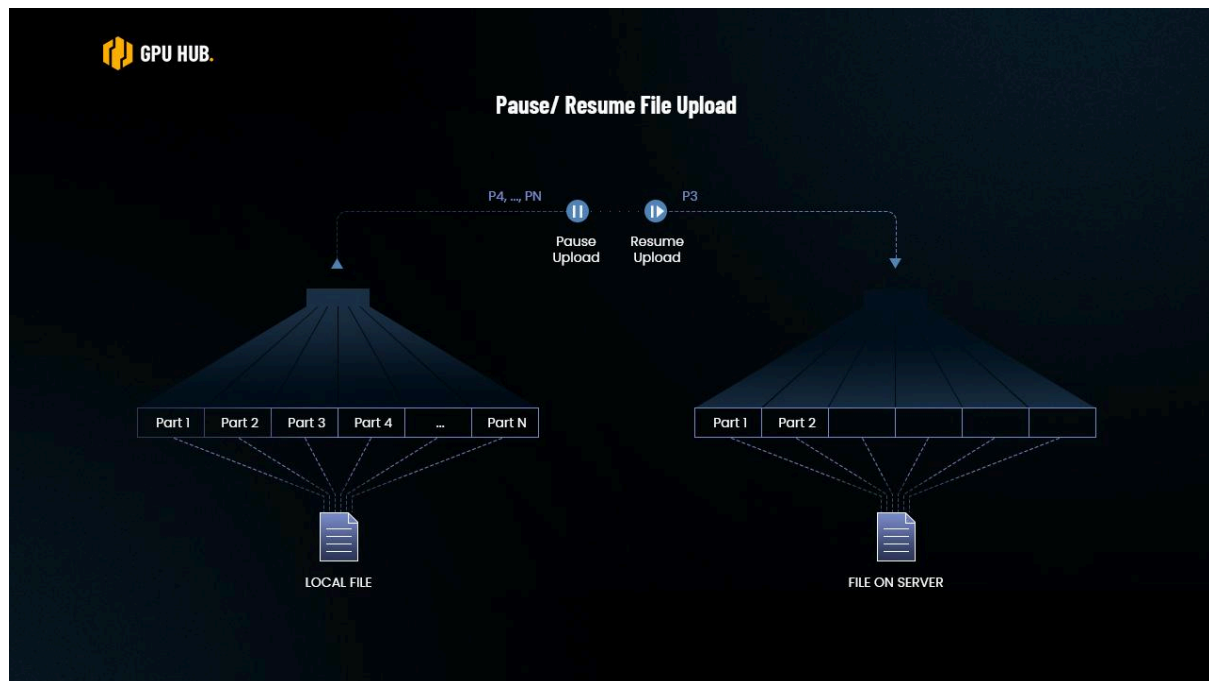 GPU HUB.
Pause/ Resume File Upload
P4, ..., PN
P3
Pause
Upload
Resume
Upload
Part 1 Part 2 Part 3 Part 4 ... Part N
Part 1 Part 2
LOCAL FILE
FILE ON SERVER